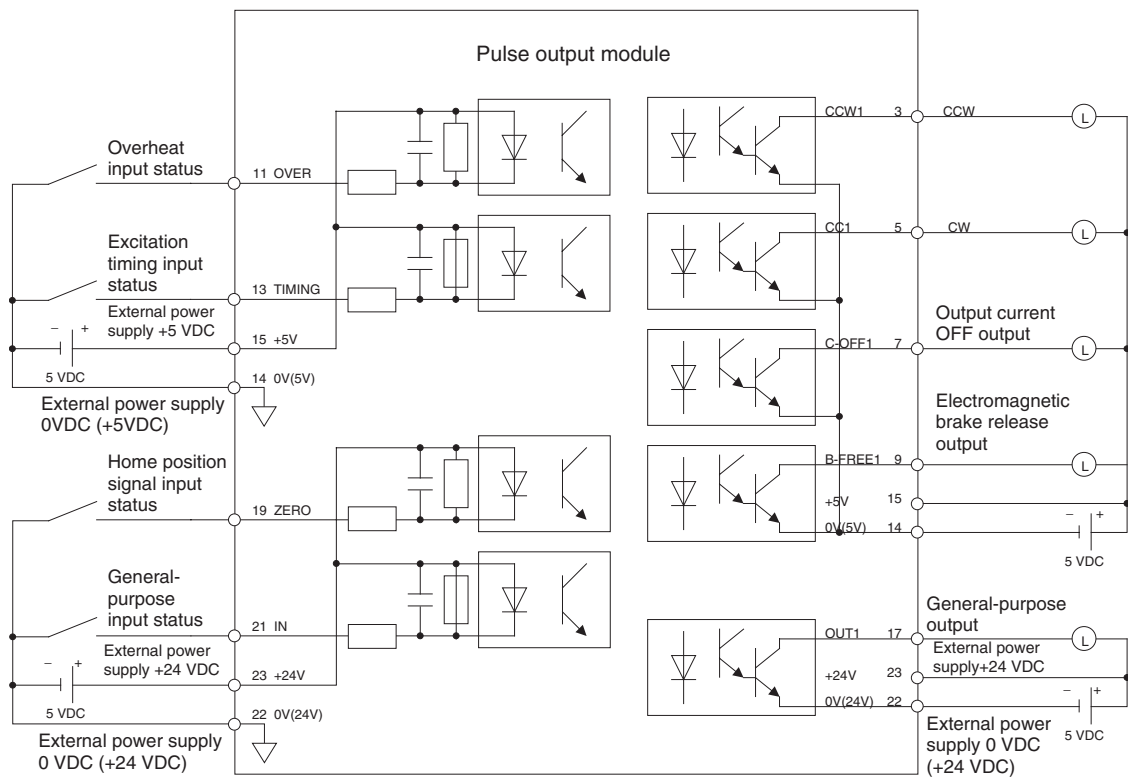 Pulse output module
Overheat
input status
11 OVER
Excitation
timing input
status
13 TIMING
External power
supply +5 VDC
15 +5V
– +
5 VDC
14 0V(5V)
External power supply
0VDC (+5VDC)
Home position
signal input
status
19 ZERO
General-
purpose
input status
21 IN
External power
supply +24 VDC
23 +24V
– +
5 VDC
22 0V(24V)
External power supply
0 VDC (+24 VDC)
CCW1 3 CCW L
CC1 5 CW L
Output current
OFF output
C-OFF1 7 L
Electromagnetic
brake release
output
B-FREE1 9 L
+5V 15
0V(5V) 14
– +
5 VDC
General-purpose
output
OUT1 17 L
External power
supply+24 VDC
+24V 23
0V(24V) 22
- +
5 VDC
External power
supply 0 VDC
(+24 VDC)